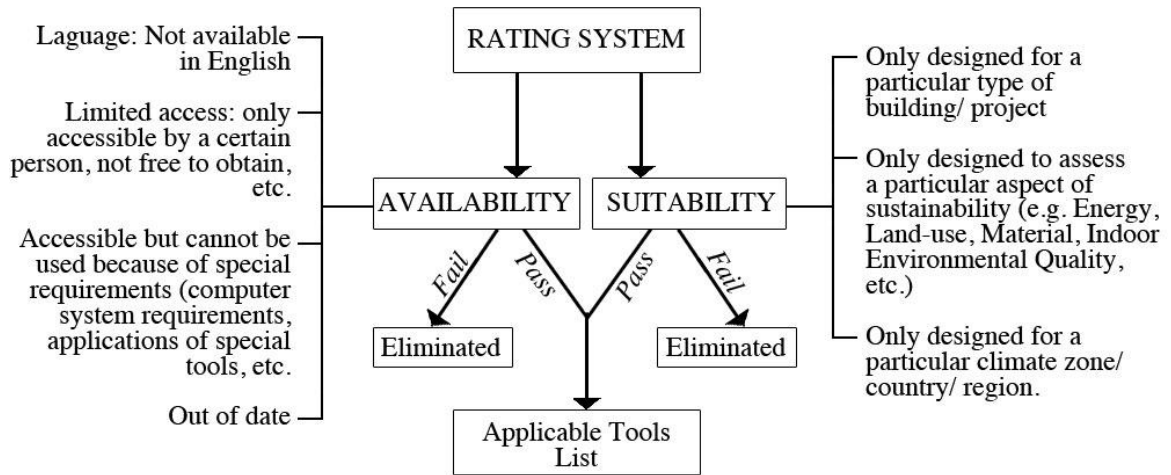 RATING SYSTEM
Laguage: Not available
in English
Limited access: only
accessible by a certain
person, not free to obtain,
etc.
Accessible but cannot be
used because of special
requirements (computer
system requirements,
applications of special
tools, etc.
Out of date
AVAILABILITY
SUITABILITY
Only designed for a
particular type of
building/ project
Only designed to assess
a particular aspect of
sustainability (e.g. Energy,
Land-use, Material, Indoor
Environmental Quality,
etc.)
Only designed for a
particular climate zone/
country/ region.
Fail
Pass
Pass
Fail
Eliminated
Eliminated
Applicable Tools
List